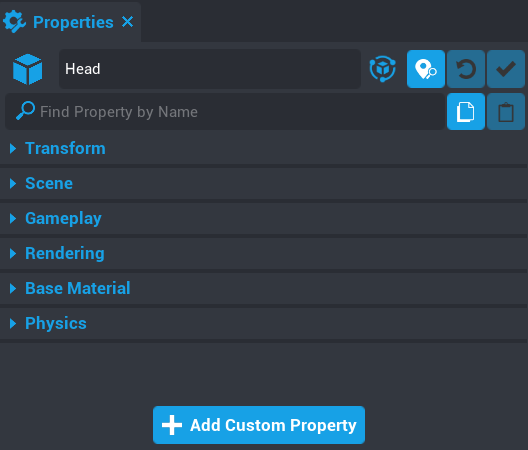 Properties
Head
Find Property by Name
Transform
Scene
Gameplay
Rendering
Base Material
Physics
Add Custom Property